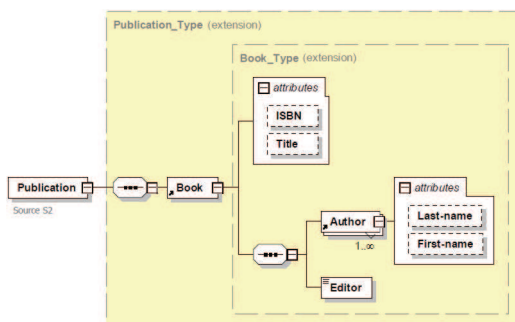 Publication_Type (extension)
Book_Type (extension)
attributes
ISBN
Title
Publication
Source S2
Book
Author
1..∞
attributes
Last-name
First-name
Editor